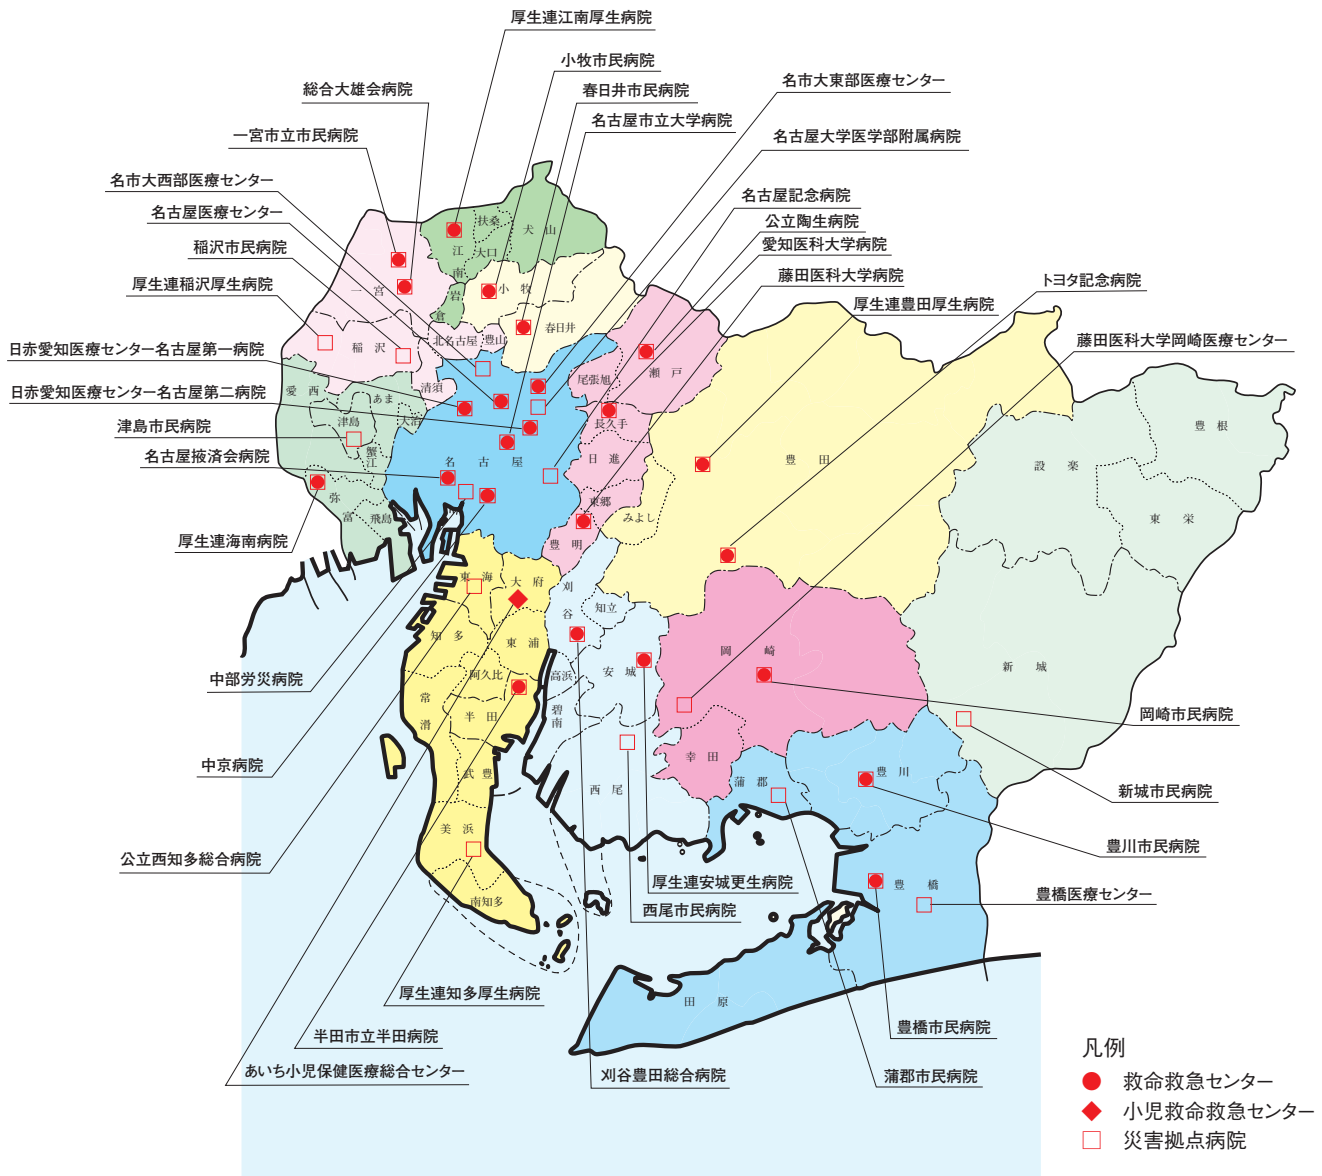 厚生連江南厚生病院
小牧市民病院
春日井市民病院
名古屋市立大学病院
総合大雄会病院
一宮市立市民病院
名市大西部医療センター
名古屋医療センター
稲沢市民病院
厚生連稲沢厚生病院
日赤愛知医療センター名古屋第一病院
日赤愛知医療センター名古屋第二病院
津島市民病院
名古屋掖済会病院
厚生連海南病院
名市大東部医療センター
名古屋大学医学部附属病院
名古屋記念病院
公立陶生病院
愛知医科大学病院
藤田医科大学病院
トヨタ記念病院
厚生連豊田厚生病院
藤田医科大学岡崎医療センター
扶桑
犬山
江南
大口
岩倉
小牧
一宮
稲沢
北名古屋
豊山
春日井
清須
愛西
あま
津島
大治
蟹江
弥富
飛島
名古屋
瀬戸
尾張旭
長久手
日進
東郷
みよし
豊明
豊田
設楽
豊根
東栄
新城
東海
大府
知多
東浦
阿久比
常滑
半田
武豊
美浜
南知多
刈谷
知立
高浜
安城
碧南
西尾
岡崎
幸田
蒲郡
豊川
豊橋
田原
中部労災病院
中京病院
公立西知多総合病院
厚生連知多厚生病院
半田市立半田病院
あいち小児保健医療総合センター
厚生連安城更生病院
西尾市民病院
刈谷豊田総合病院
岡崎市民病院
新城市民病院
豊川市民病院
豊橋医療センター
豊橋市民病院
蒲郡市民病院
凡例
救命救急センター
小児救命救急センター
災害拠点病院